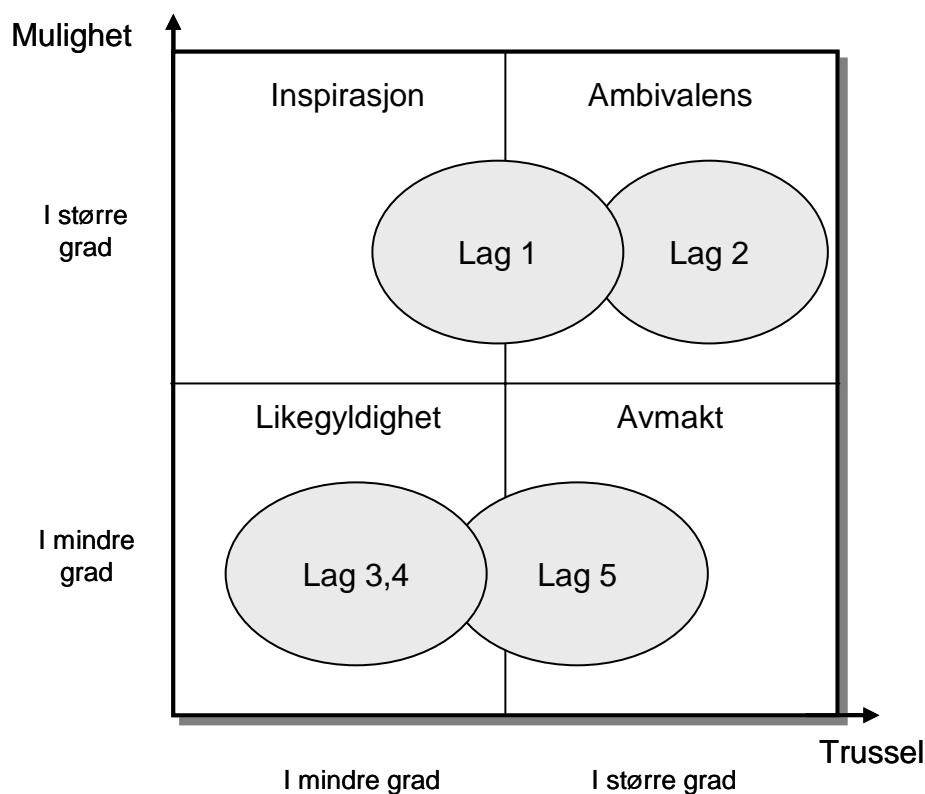 Mulighet
Inspirasjon
Ambivalens
I større
grad
Lag 1
Lag 2
Likegyldighet
Avmakt
I mindre
grad
Lag 3,4
Lag 5
Trussel
I mindre grad
I større grad